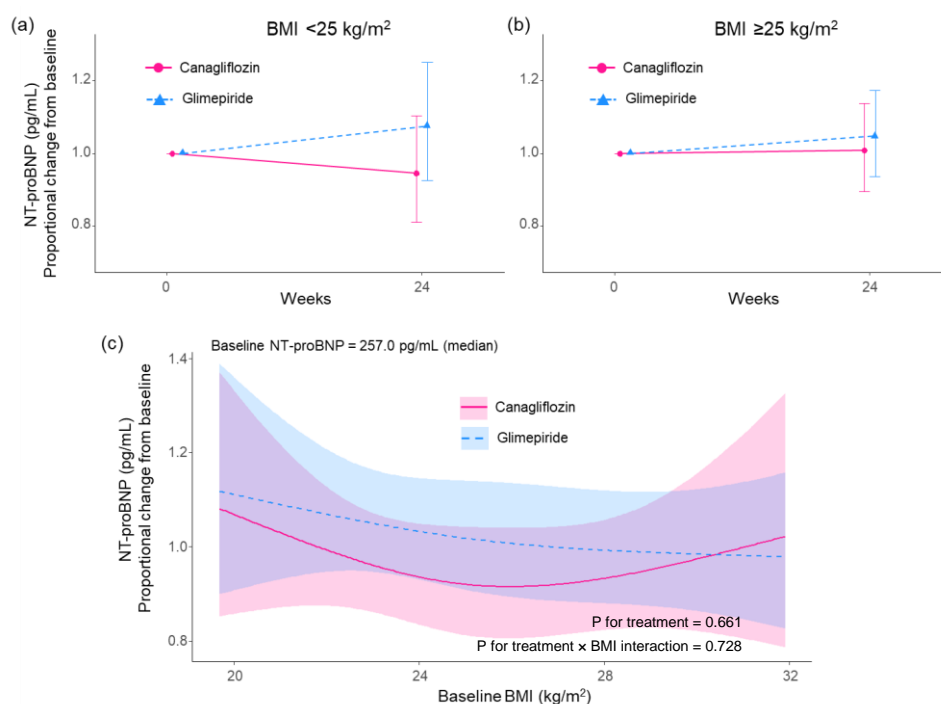 (a)
BMI <25 kg/m²
NT-proBNP (pg/mL)
Proportional change from baseline
1.2
1.0
0.8
Canagliflozin
Glimepiride
0
24
Weeks
(b)
BMI ≥25 kg/m²
1.2
1.0
0.8
Canagliflozin
Glimepiride
0
24
Weeks
(c)
Baseline NT-proBNP = 257.0 pg/mL (median)
NT-proBNP (pg/mL)
Proportional change from baseline
1.4
1.2
1.0
0.8
Canagliflozin
Glimepiride
P for treatment = 0.661
P for treatment × BMI interaction = 0.728
20
24
28
32
Baseline BMI (kg/m²)